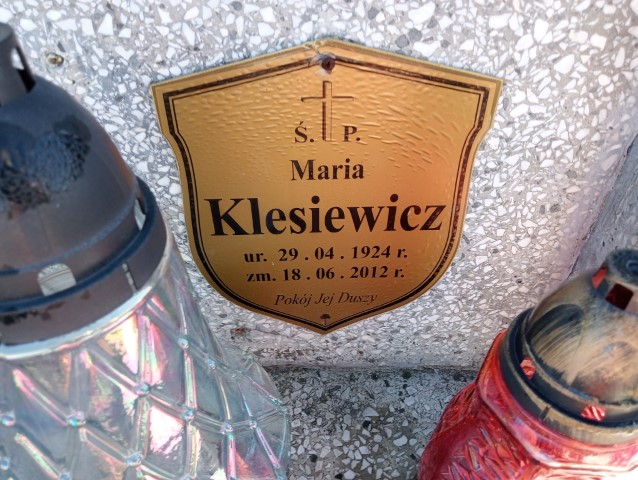 Ś. P.
Maria
Klesiewicz
ur. 29 . 04 . 1924 r.
zm. 18 . 06 . 2012 r.
Pokój Jej Duszy